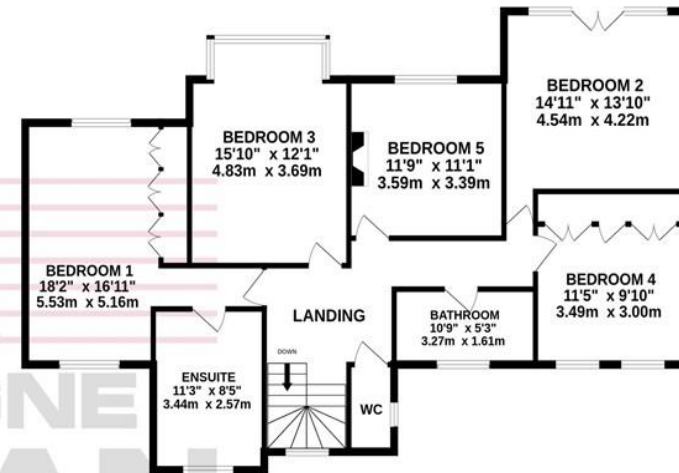 BEDROOM 2
14'11" x 13'10"
4.54m x 4.22m
BEDROOM 3
15'10" x 12'1"
4.83m x 3.69m
BEDROOM 5
11'9" x 11'1"
3.59m x 3.39m
BEDROOM 1
18'2" x 16'11"
5.53m x 5.16m
BEDROOM 4
11'5" x 9'10"
3.49m x 3.00m
LANDING
BATHROOM
10'9" x 5'3"
3.27m x 1.61m
DOWN
ENSUITE
11'3" x 8'5"
3.44m x 2.57m
WC